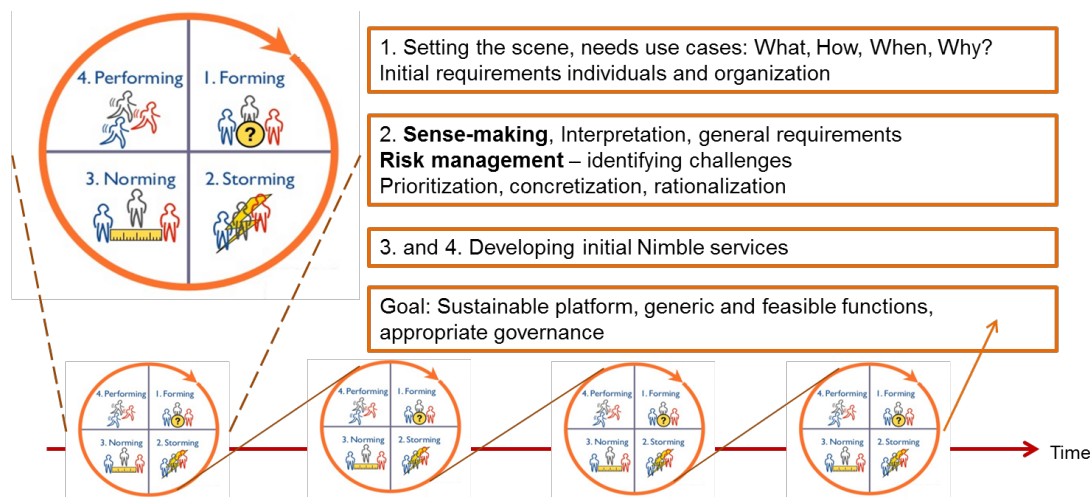 4. Performing
1. Forming
?
3. Norming
2. Storming
1. Setting the scene, needs use cases: What, How, When, Why?
Initial requirements individuals and organization
2. Sense-making, Interpretation, general requirements
Risk management – identifying challenges
Prioritization, concretization, rationalization
3. and 4. Developing initial Nimble services
Goal: Sustainable platform, generic and feasible functions,
appropriate governance
4. Performing
1. Forming
?
3. Norming
2. Storming
4. Performing
1. Forming
?
3. Norming
2. Storming
4. Performing
1. Forming
?
3. Norming
2. Storming
4. Performing
1. Forming
?
3. Norming
2. Storming
Time